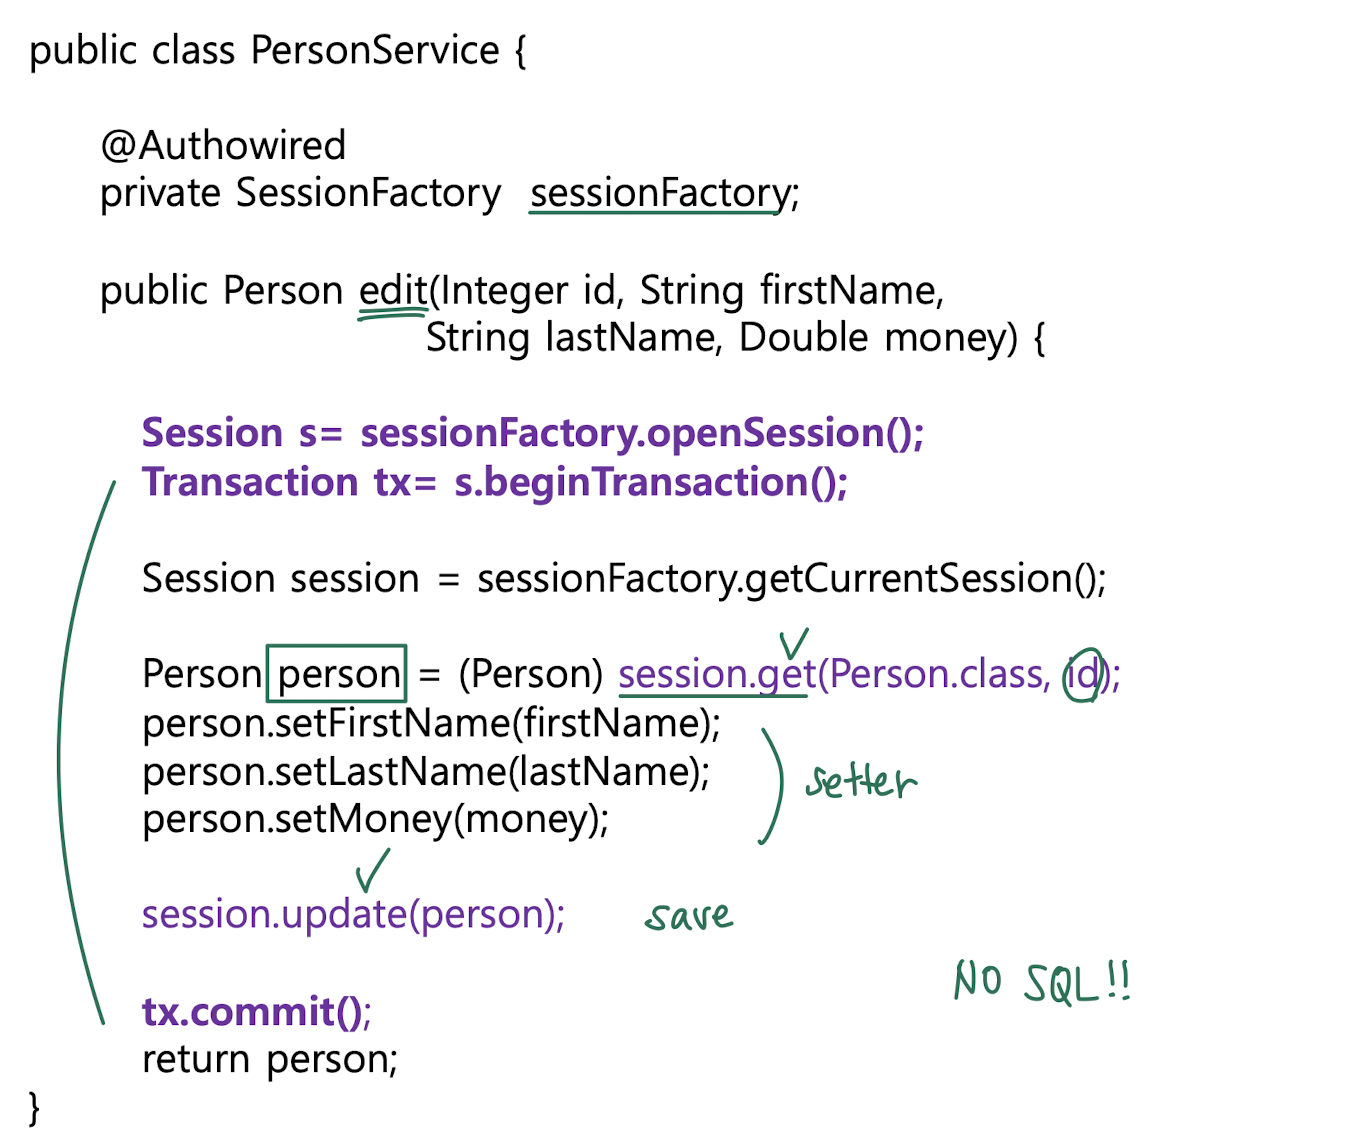 public class PersonService {
@Authowired
private SessionFactory sessionFactory;
public Person edit(Integer id, String firstName,
String lastName, Double money) {
Session s= sessionFactory.openSession();
Transaction tx= s.beginTransaction();
Session session = sessionFactory.getCurrentSession();
Person person = (Person) session.get(Person.class, id);
person.setFirstName(firstName);
person.setLastName(lastName);
setter
person.setMoney(money);
session.update(person); save
NO SQL!!
tx.commit();
return person;
}